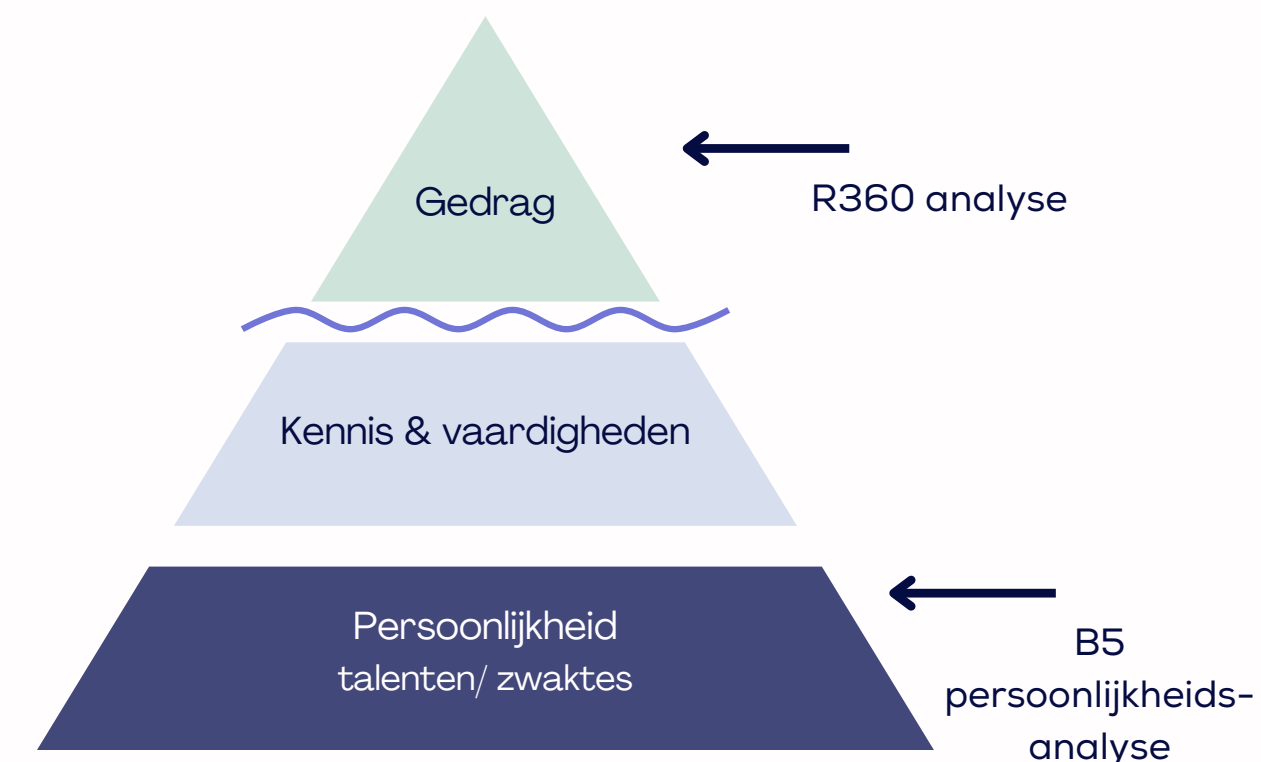 Gedrag
R360 analyse
Kennis & vaardigheden
Persoonlijkheid
talenten/ zwaktes
B5
persoonlijkheids-
analyse